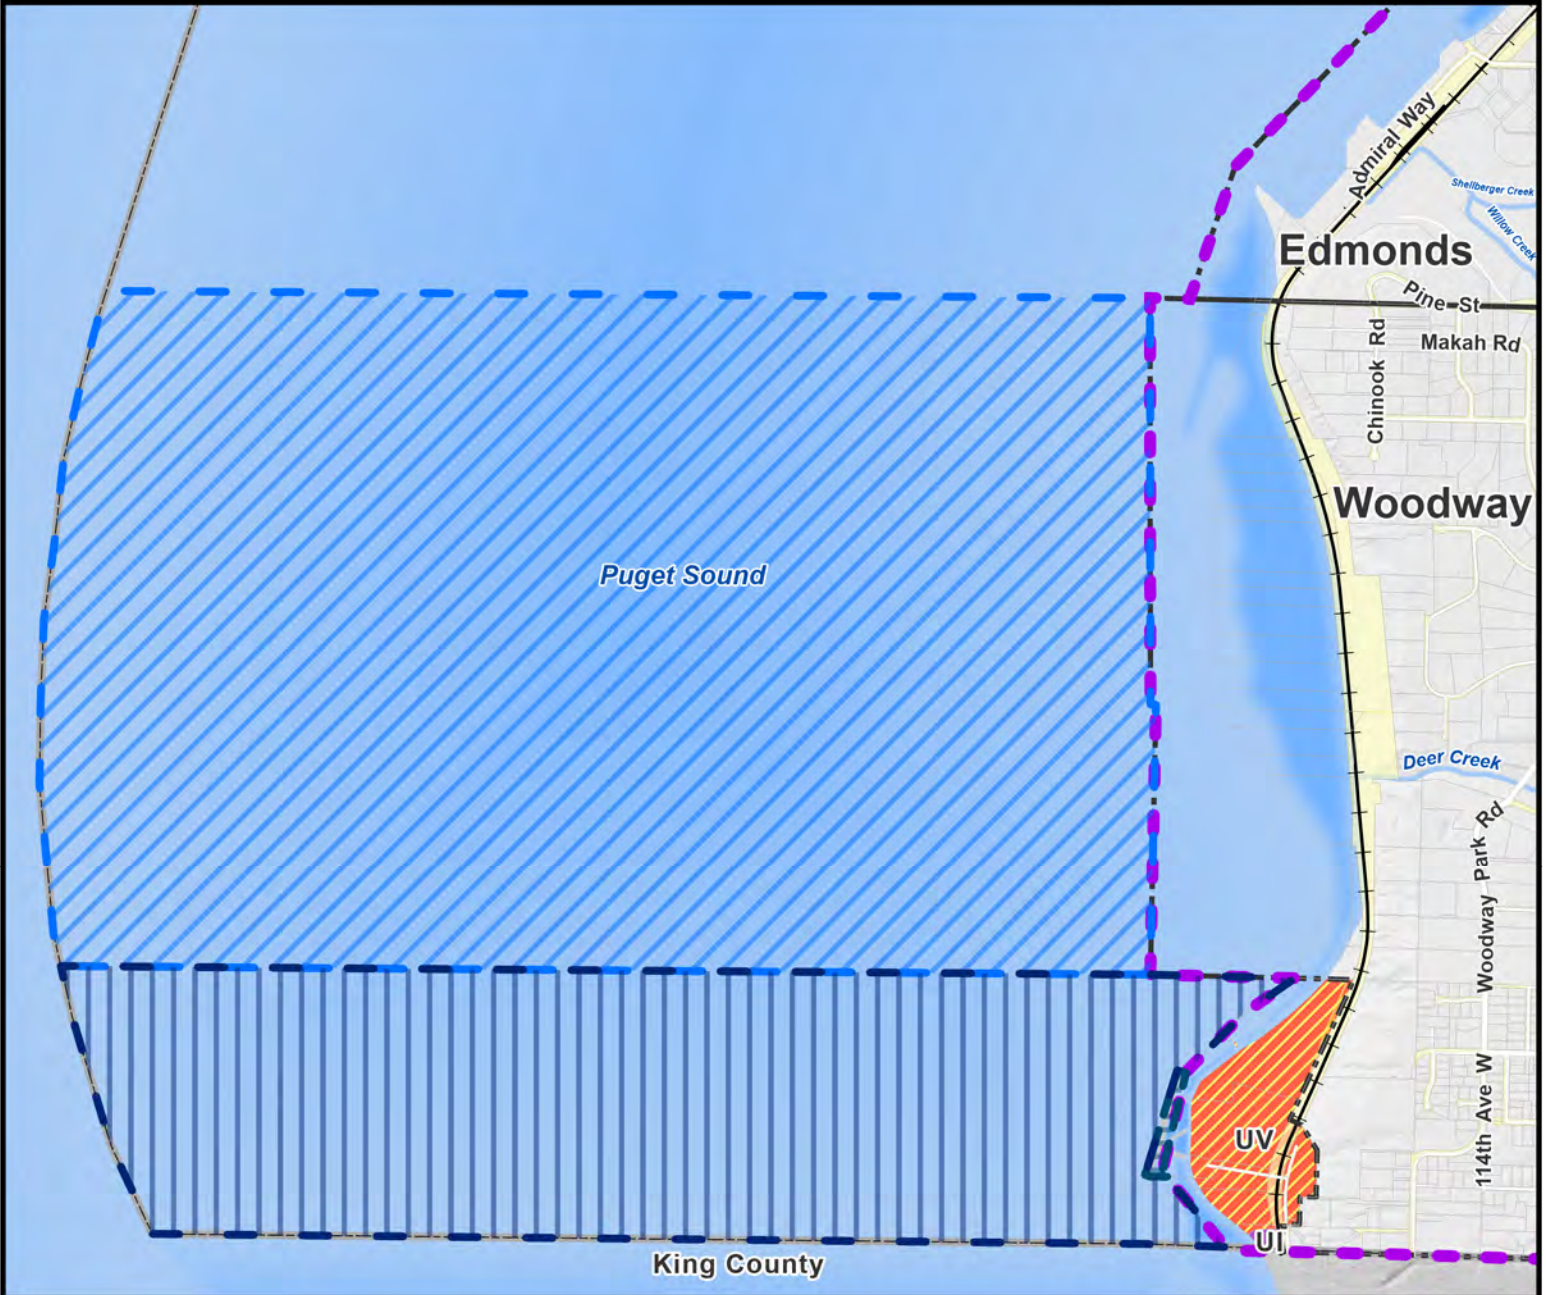 Admiral Way
Shellberger Creek
Willow Creek
Edmonds
Pine St
Makah Rd
Chinook Rd
Woodway
Puget Sound
Deer Creek
Woodway Park Rd
114th Ave W
UV
UI
King County